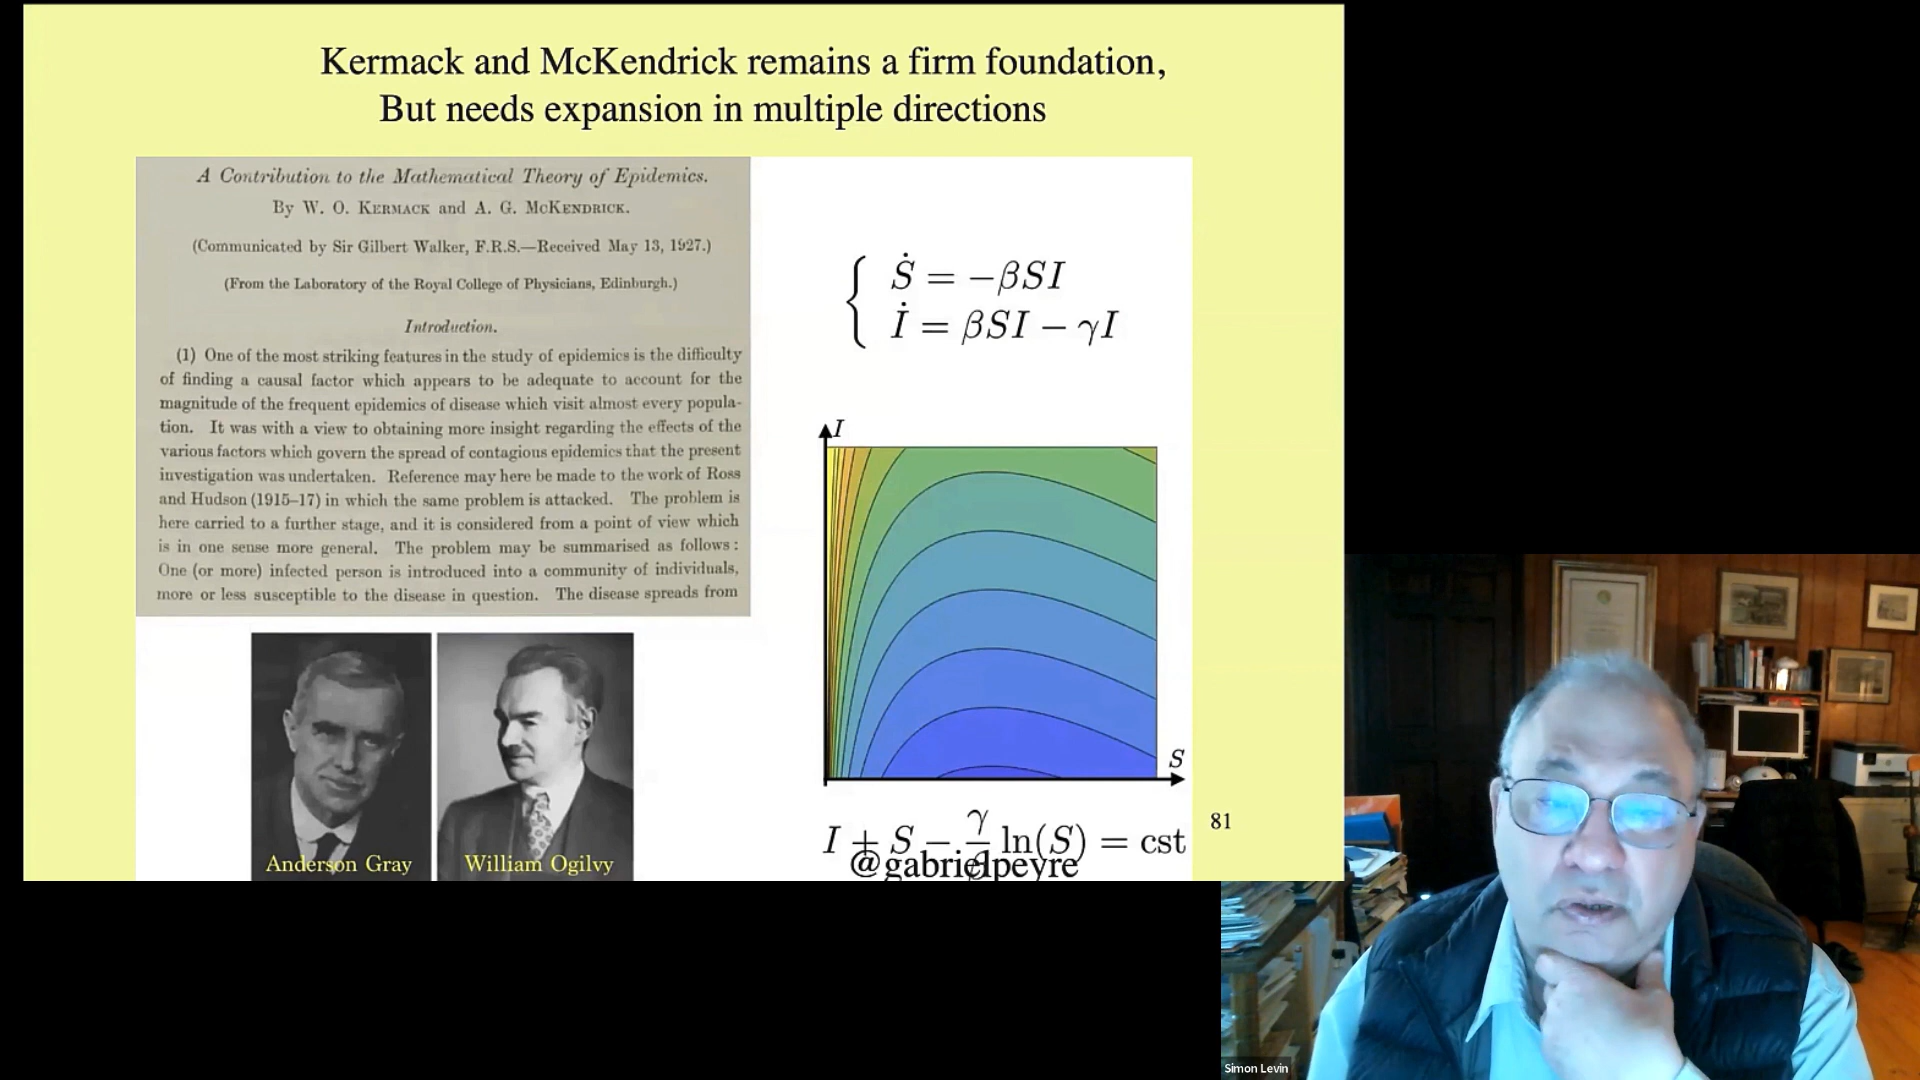 Kermack and McKendrick remains a firm foundation,
But needs expansion in multiple directions
A Contribution to the Mathematical Theory of Epidemics.
By W. O. KERMACK and A. G. MCKENDRICK.
(Communicated by Sir Gilbert Walker, F.R.S.—Received May 13, 1927.)
(From the Laboratory of the Royal College of Physicians, Edinburgh.)
Introduction.
(1) One of the most striking features in the study of epidemics is the difficulty
of finding a causal factor which appears to be adequate to account for the
magnitude of the frequent epidemics of disease which visit almost every popula-
tion. It was with a view to obtaining more insight regarding the effects of the
various factors which govern the spread of contagious epidemics that the present
investigation was undertaken. Reference may here be made to the work of Ross
and Hudson (1915–17) in which the same problem is attacked. The problem is
here carried to a further stage, and it is considered from a point of view which
is in one sense more general. The problem may be summarised as follows:
One (or more) infected person is introduced into a community of individuals,
more or less susceptible to the disease in question. The disease spreads from
Anderson Gray
William Ogilvy
Ṡ = −βSI
İ = βSI − γI
I
S
I + S − γ/β ln(S) = cst
@gabrielpeyre
81
Simon Levin